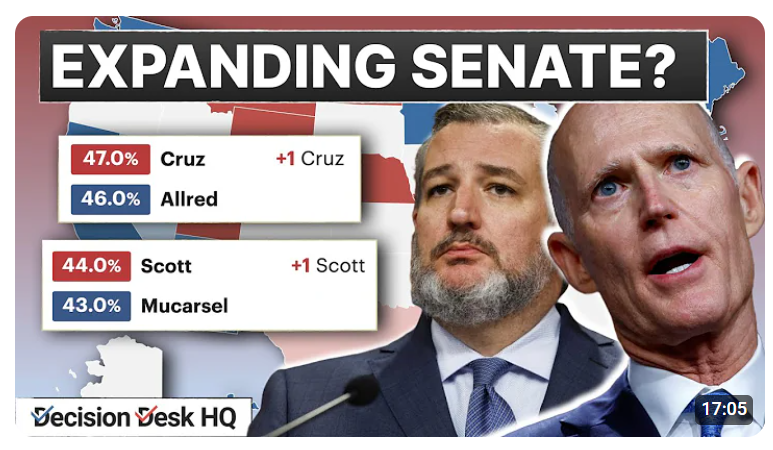 EXPANDING SENATE?
47.0% Cruz +1 Cruz
46.0% Allred
44.0% Scott +1 Scott
43.0% Mucarsel
Decision Desk HQ
17:05